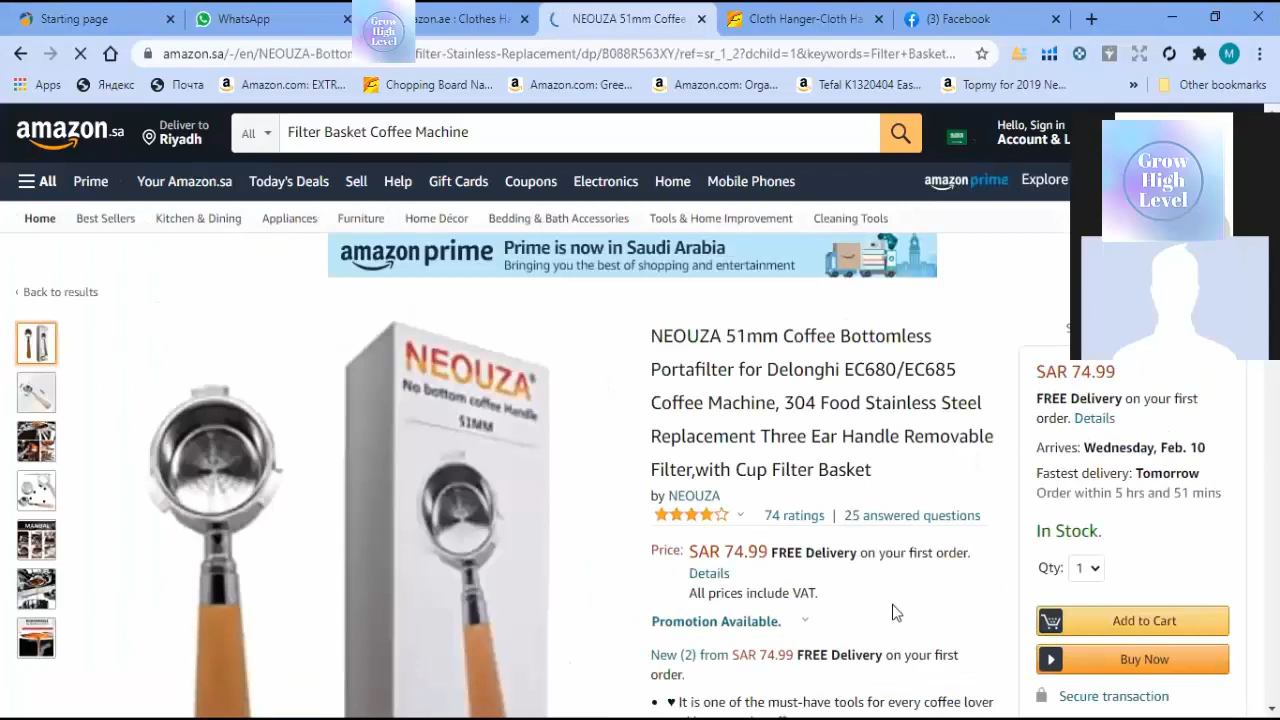 Starting page
WhatsApp
zon.ae : Clothes H
NEOUZA 51mm Coffee
Cloth Hanger-Cloth Ha
(3) Facebook
Grow
High
Level
amazon.sa/-/en/NEOUZA-Bottor
filter-Stainless-Replacement/dp/B088R563XY/ref=sr_1_2?dchild=1&keywords=Filter+Basket...
M
Apps
Яндекс
Почта
Amazon.com: EXTR...
Chopping Board Na...
Amazon.com: Gree...
Amazon.com: Orga...
Tefal K1320404 Eas...
Topmy for 2019 Ne...
»
Other bookmarks
amazon.sa
Deliver to
Riyadh
All
Filter Basket Coffee Machine
Hello, Sign in
Account & L
Grow
High
Level
All
Prime
Your Amazon.sa
Today's Deals
Sell
Help
Gift Cards
Coupons
Electronics
Home
Mobile Phones
amazon prime
Explore
Home
Best Sellers
Kitchen & Dining
Appliances
Furniture
Home Décor
Bedding & Bath Accessories
Tools & Home Improvement
Cleaning Tools
amazon prime
Prime is now in Saudi Arabia
Bringing you the best of shopping and entertainment
‹ Back to results
NEOUZA®
No bottom coffee Handle
51MM
MANUAL
NEOUZA 51mm Coffee Bottomless
Portafilter for Delonghi EC680/EC685
Coffee Machine, 304 Food Stainless Steel
Replacement Three Ear Handle Removable
Filter,with Cup Filter Basket
by NEOUZA
74 ratings | 25 answered questions
Price: SAR 74.99 FREE Delivery on your first order.
Details
All prices include VAT.
Promotion Available.
New (2) from SAR 74.99 FREE Delivery on your first
order.
• ♥ It is one of the must-have tools for every coffee lover
SAR 74.99
FREE Delivery on your first
order. Details
Arrives: Wednesday, Feb. 10
Fastest delivery: Tomorrow
Order within 5 hrs and 51 mins
In Stock.
Qty: 1
Add to Cart
Buy Now
Secure transaction